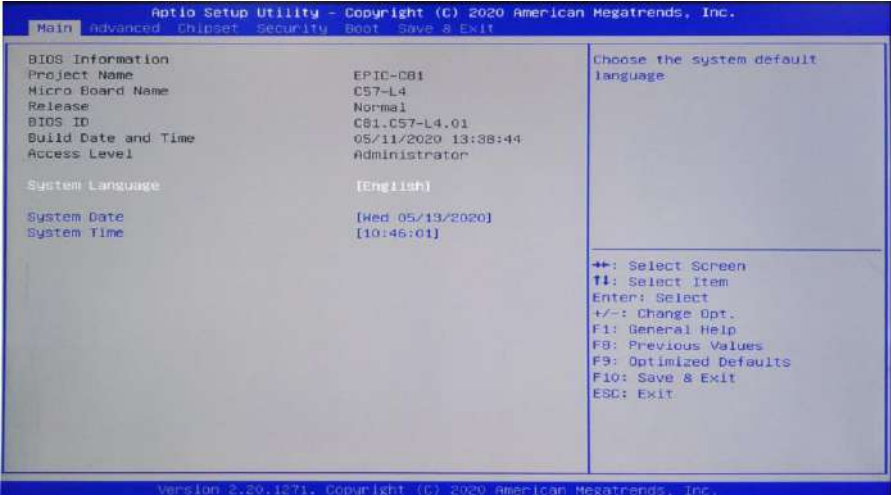 Aptio Setup Utility - Copyright (C) 2020 American Megatrends, Inc.
Main Advanced Chipset Security Boot Save & Exit
BIOS Information
Project Name EPIC-C81
Micro Board Name C57-L4
Release Normal
BIOS ID C81.C57-L4.01
Build Date and Time 05/11/2020 13:38:44
Access Level Administrator
System Language [English]
System Date [Wed 05/13/2020]
System Time [10:46:01]
Choose the system default
language
→←: Select Screen
↑↓: Select Item
Enter: Select
+/-: Change Opt.
F1: General Help
F8: Previous Values
F9: Optimized Defaults
F10: Save & Exit
ESC: Exit
Version 2.20.1271. Copyright (C) 2020 American Megatrends, Inc.